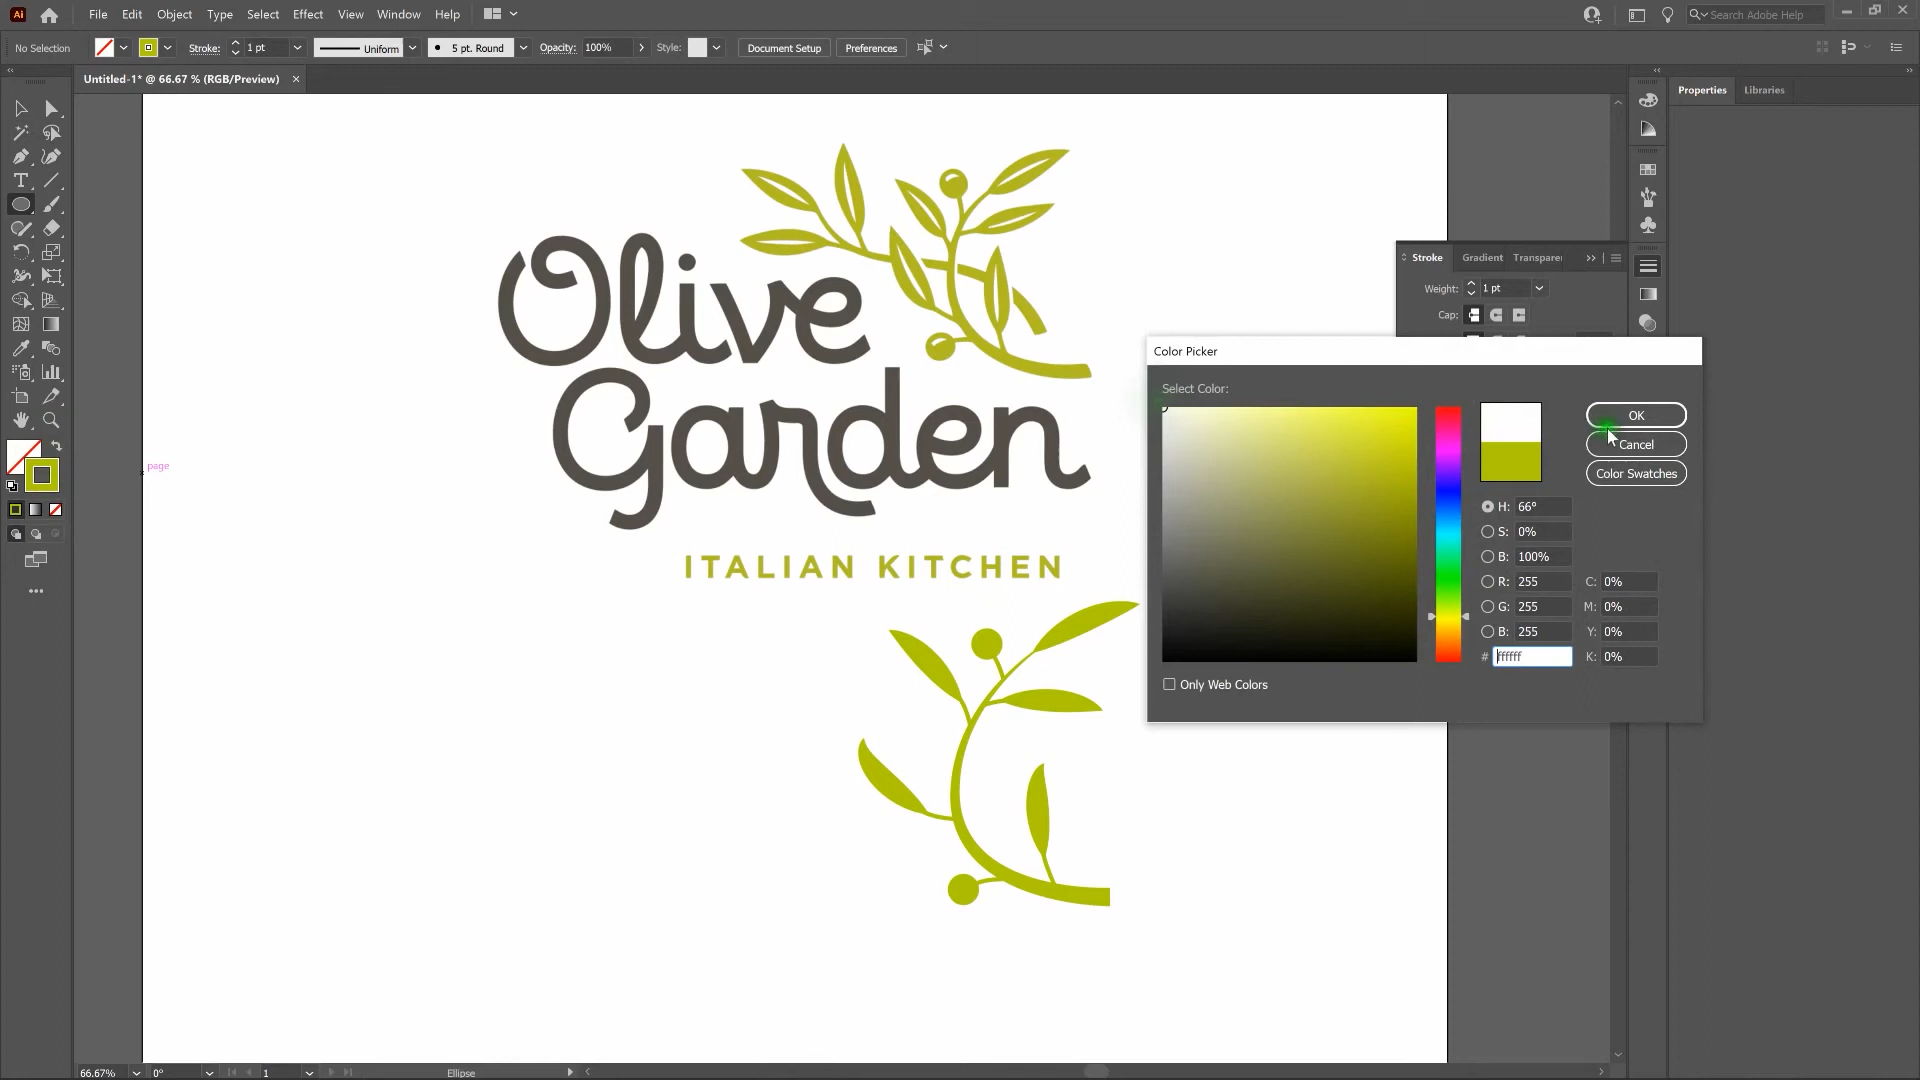 Ai File Edit Object Type Select Effect View Window Help Search Adobe Help
No Selection Stroke: 1 pt Uniform 5 pt. Round Opacity: 100% Style: Document Setup Preferences
Untitled-1* @ 66.67 % (RGB/Preview)
Properties Libraries
Olive
Garden
ITALIAN KITCHEN
page
Stroke Gradient Transparen
Weight: 1 pt
Cap:
Color Picker
Select Color:
OK
Cancel
Color Swatches
H: 66°
S: 0%
B: 100%
R: 255 C: 0%
G: 255 M: 0%
B: 255 Y: 0%
# ffffff K: 0%
Only Web Colors
66.67% 0° 1 Ellipse